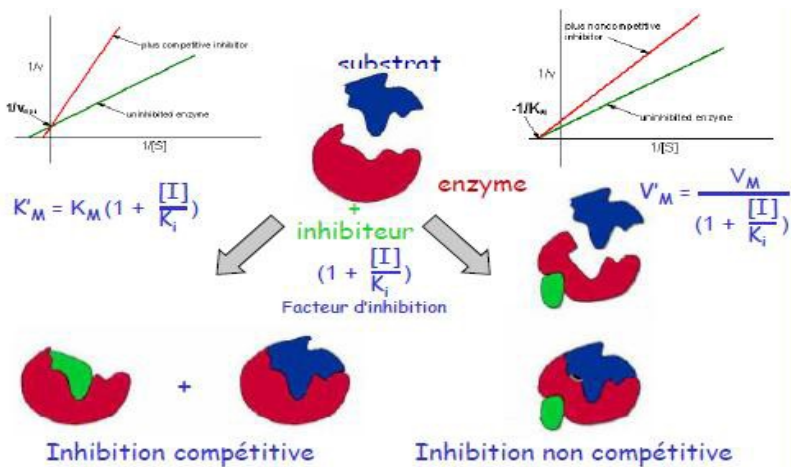 plus competitive inhibitor
1/v
1/v
uninhibited enzyme
1/[S]
K'M = KM (1 + [I]/Ki)
substrat
enzyme
+
inhibiteur
(1 + [I]/Ki)
Facteur d'inhibition
plus noncompetitive
inhibitor
1/v
-1/KM
uninhibited enzyme
1/[S]
V'M = VM/(1 + [I]/Ki)
+
Inhibition compétitive
Inhibition non compétitive